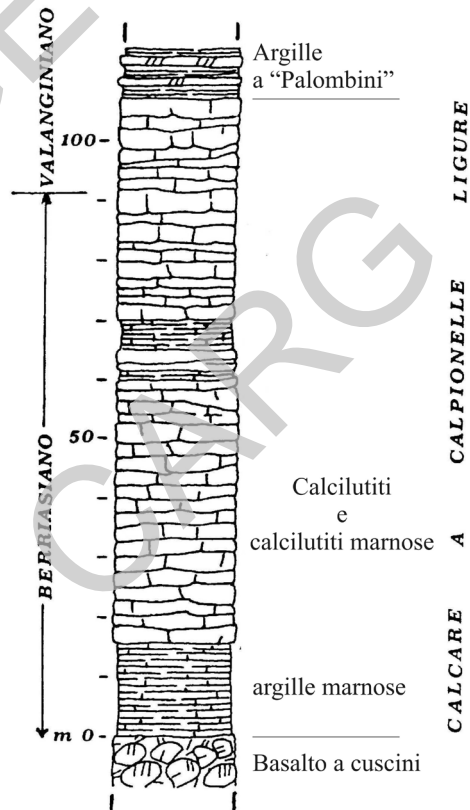 Argille
a “Palombini”
VALANGINIANO
100
BERRIASIANO
50
Calcilutiti
e
calcilutiti marnose
argille marnose
m 0
Basalto a cuscini
CALCARE A CALPIONELLE LIGURE
CARG